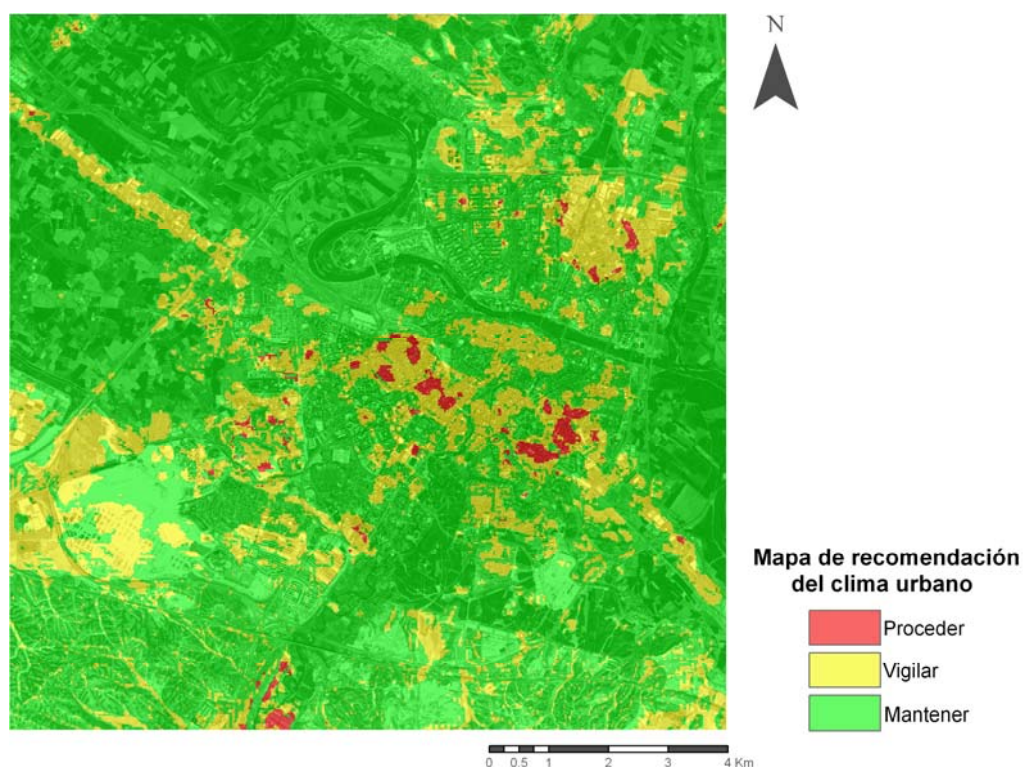 N
Mapa de recomendación
del clima urbano
Proceder
Vigilar
Mantener
0 0.5 1 2 3 4 Km